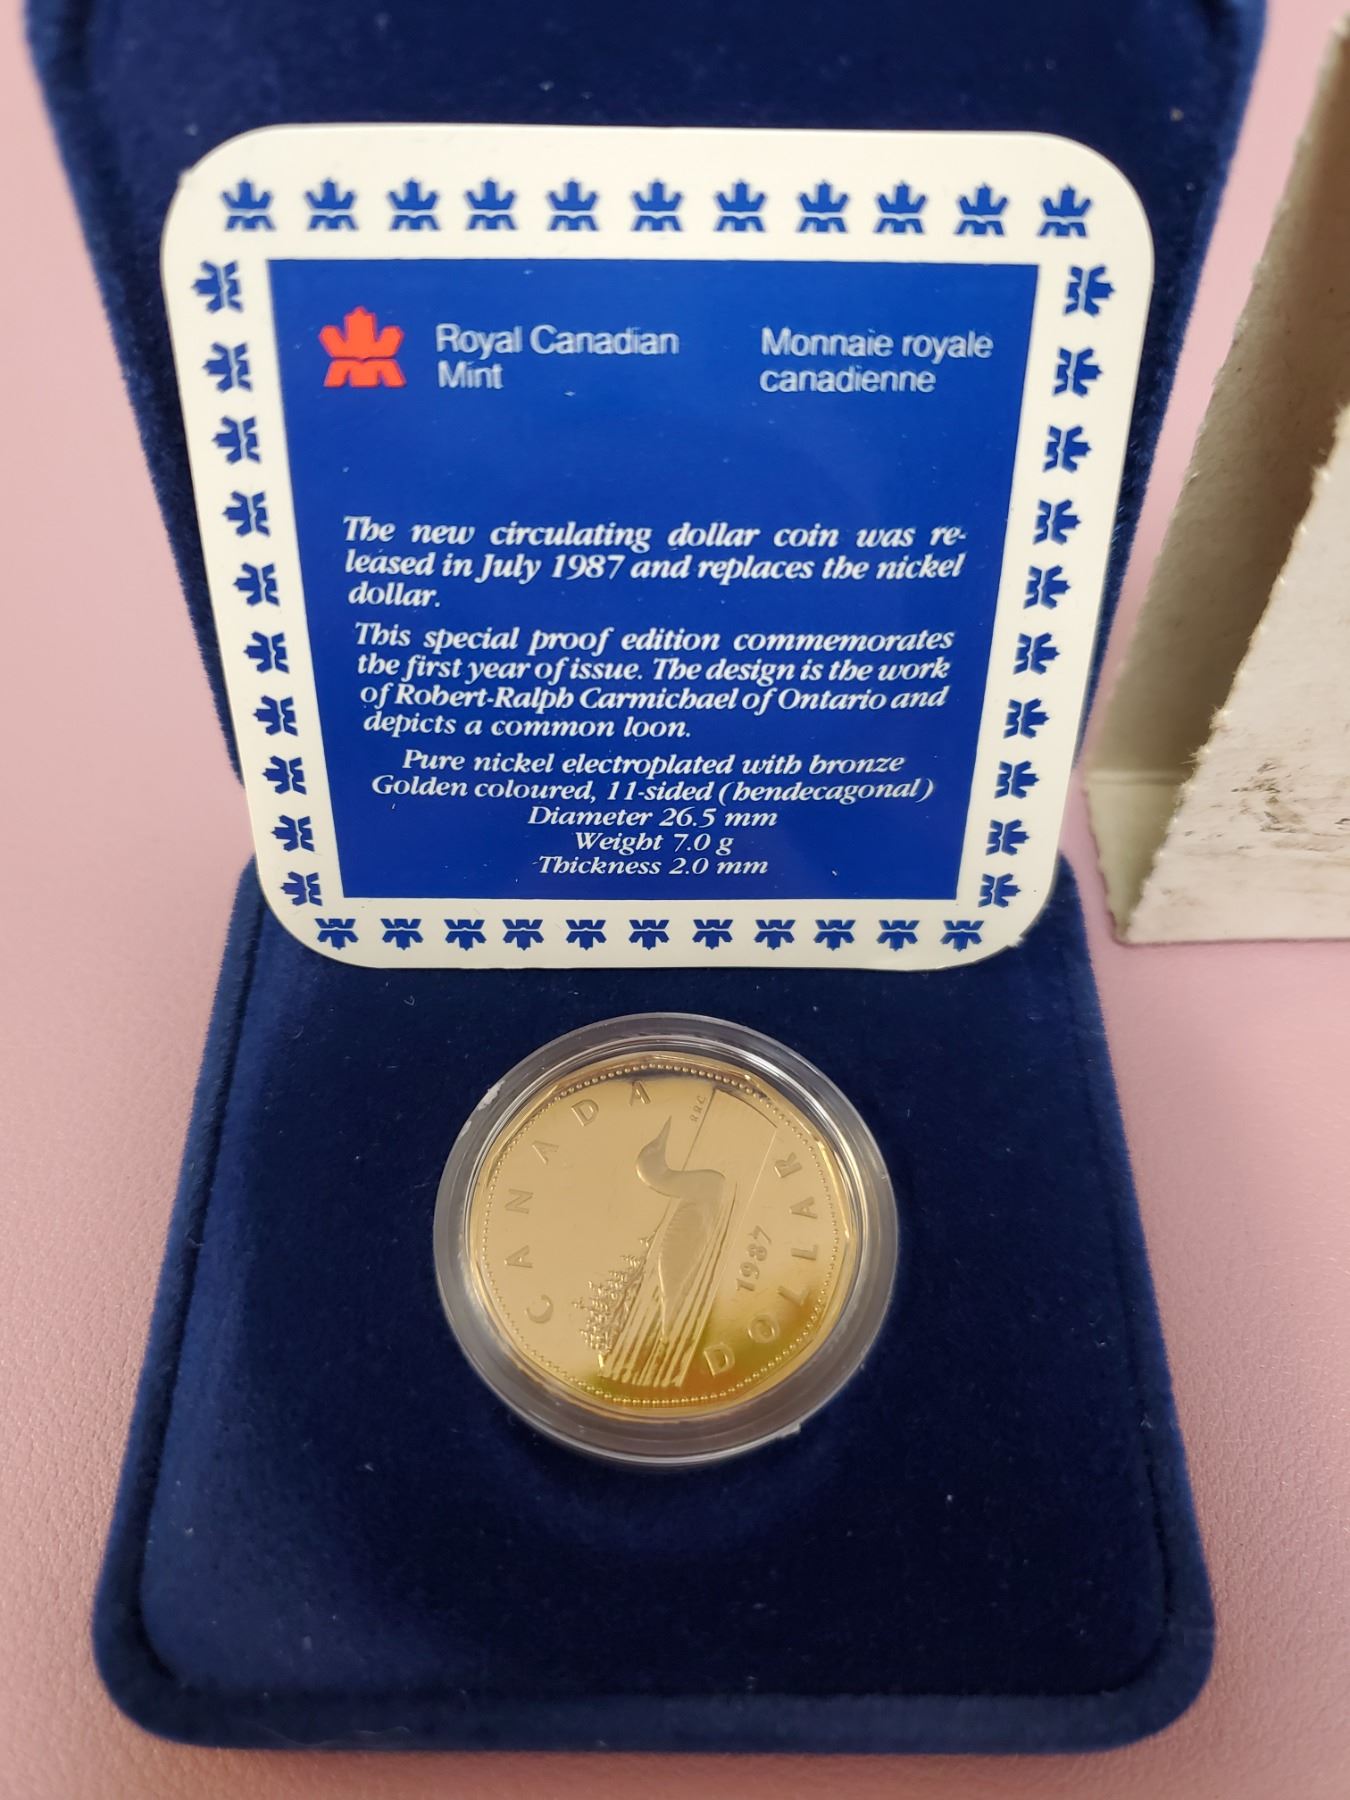 Royal Canadian
Mint
Monnaie royale
canadienne
The new circulating dollar coin was re-
leased in July 1987 and replaces the nickel
dollar.
This special proof edition commemorates
the first year of issue. The design is the work
of Robert-Ralph Carmichael of Ontario and
depicts a common loon.
Pure nickel electroplated with bronze
Golden coloured, 11-sided (hendecagonal)
Diameter 26.5 mm
Weight 7.0 g
Thickness 2.0 mm
CANADA
RRC
1987
DOLLAR